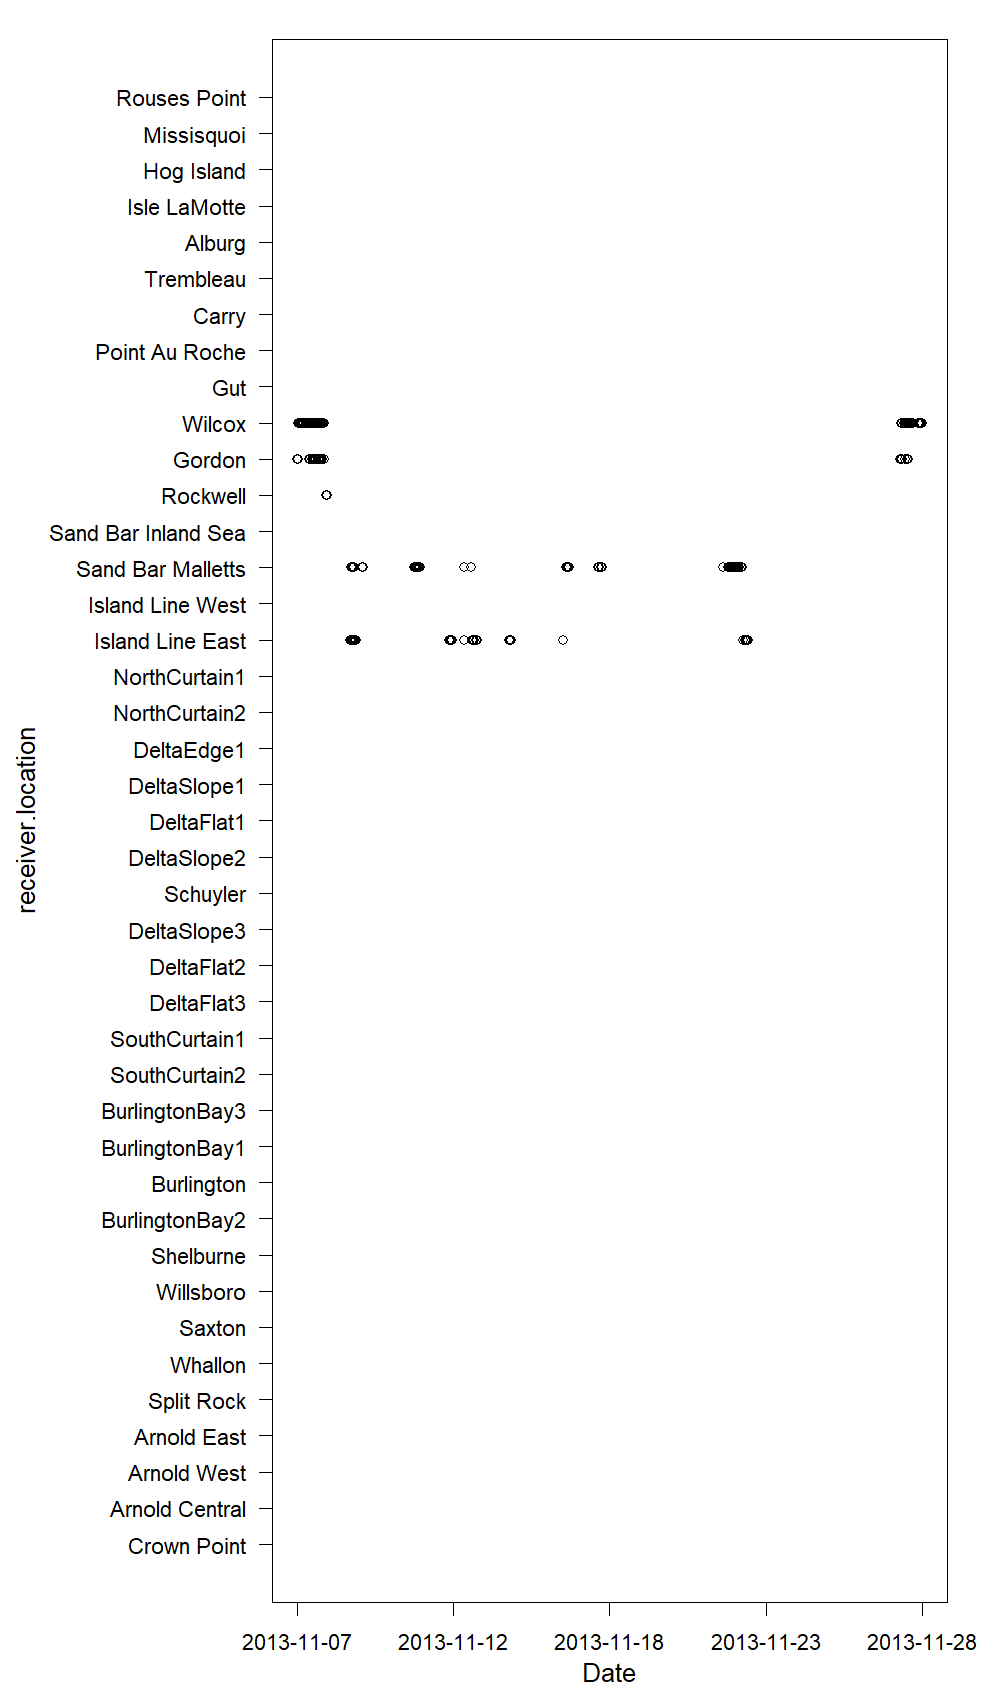 Rouses Point
Missisquoi
Hog Island
Isle LaMotte
Alburg
Trembleau
Carry
Point Au Roche
Gut
Wilcox
Gordon
Rockwell
Sand Bar Inland Sea
Sand Bar Malletts
Island Line West
Island Line East
NorthCurtain1
NorthCurtain2
DeltaEdge1
DeltaSlope1
DeltaFlat1
DeltaSlope2
Schuyler
DeltaSlope3
DeltaFlat2
DeltaFlat3
SouthCurtain1
SouthCurtain2
BurlingtonBay3
BurlingtonBay1
Burlington
BurlingtonBay2
Shelburne
Willsboro
Saxton
Whallon
Split Rock
Arnold East
Arnold West
Arnold Central
Crown Point
receiver.location
2013-11-07 2013-11-12 2013-11-18 2013-11-23 2013-11-28
Date